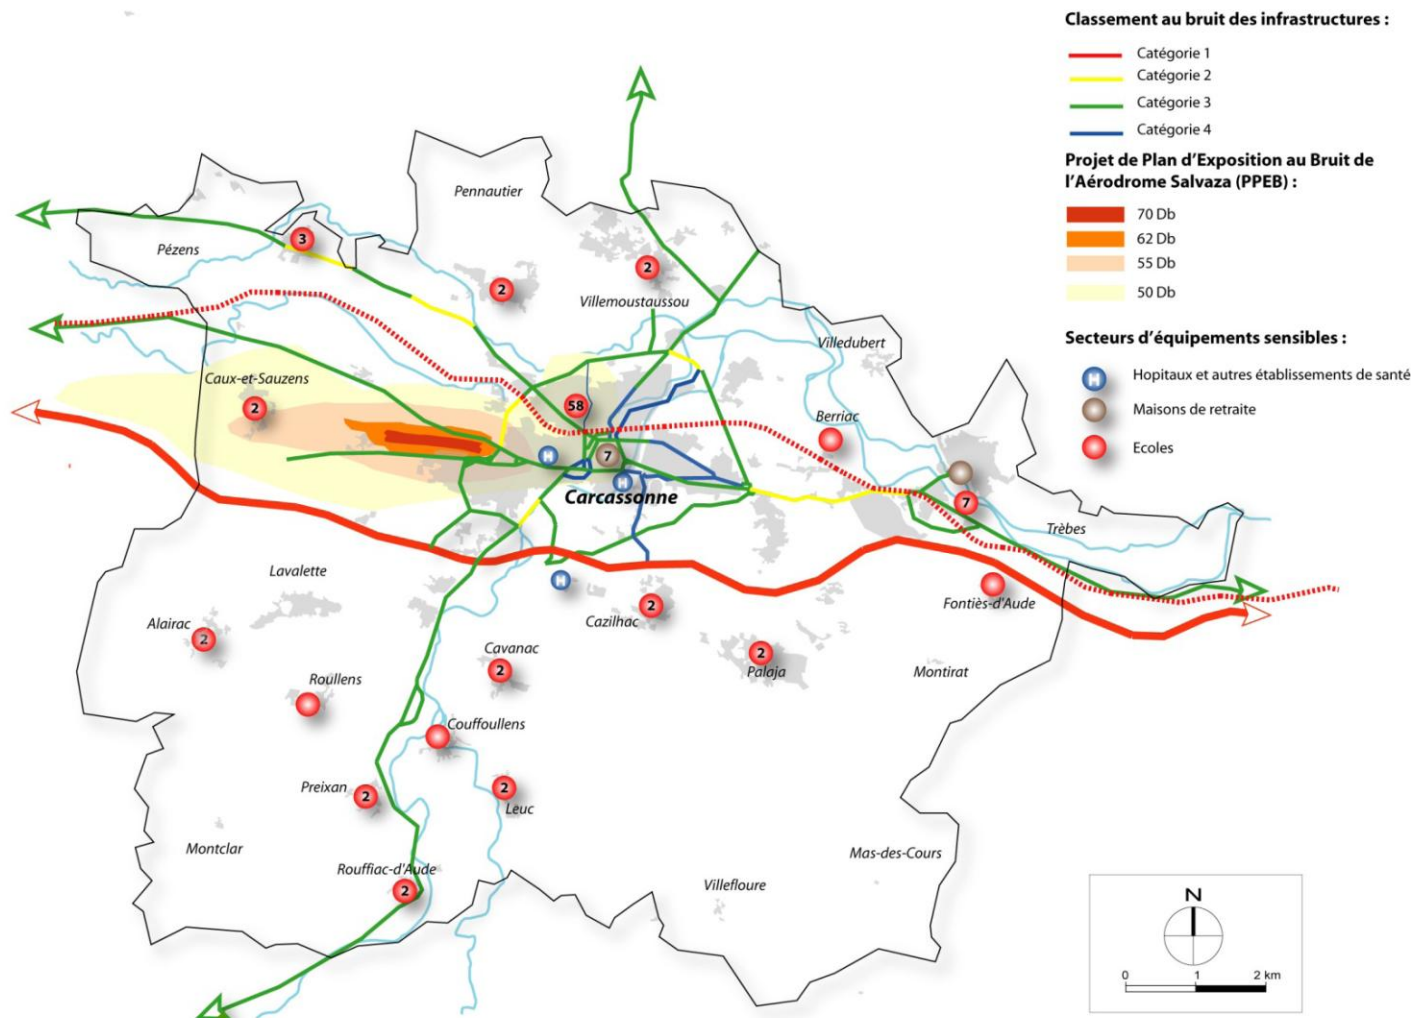 Classement au bruit des infrastructures :
Catégorie 1
Catégorie 2
Catégorie 3
Catégorie 4
Projet de Plan d'Exposition au Bruit de
l'Aérodrome Salvaza (PPEB) :
70 Db
62 Db
55 Db
50 Db
Secteurs d'équipements sensibles :
H
Hopitaux et autres établissements de santé
Maisons de retraite
Ecoles
Pennautier
Pézens
3
2
2
Villemoustaussou
Villedubert
Caux-et-Sauzens
2
58
Berriac
H
7
H
Carcassonne
7
Trèbes
Lavalette
H
Fontiès-d'Aude
Alairac
2
2
Cazilhac
Cavanac
2
2
Palaja
Montirat
Roullens
Couffoullens
Preixan
2
2
Leuc
Montclar
Mas-des-Cours
Rouffiac-d'Aude
2
Villefloure
N
0 1 2 km